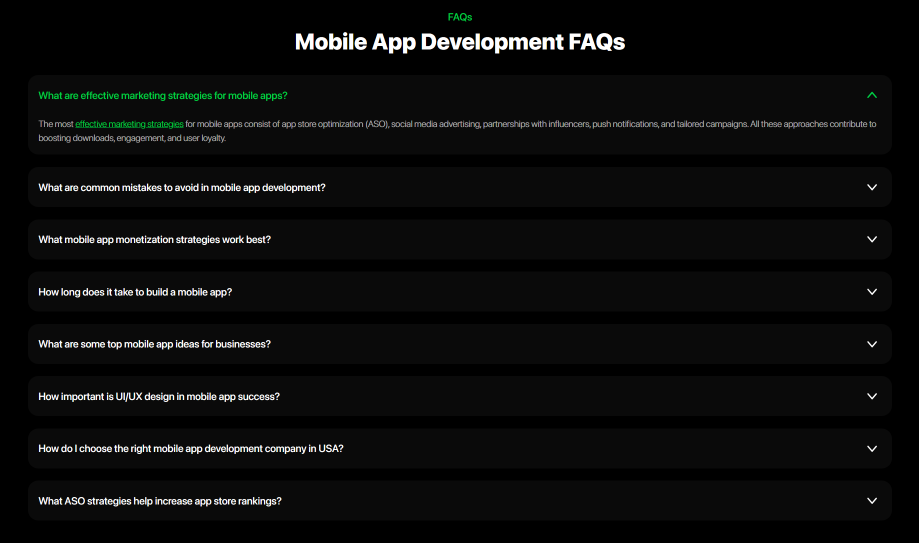 FAQs
Mobile App Development FAQs
What are effective marketing strategies for mobile apps?
The most effective marketing strategies for mobile apps consist of app store optimization (ASO), social media advertising, partnerships with influencers, push notifications, and tailored campaigns. All these approaches contribute to
boosting downloads, engagement, and user loyalty.
What are common mistakes to avoid in mobile app development?
What mobile app monetization strategies work best?
How long does it take to build a mobile app?
What are some top mobile app ideas for businesses?
How important is UI/UX design in mobile app success?
How do I choose the right mobile app development company in USA?
What ASO strategies help increase app store rankings?